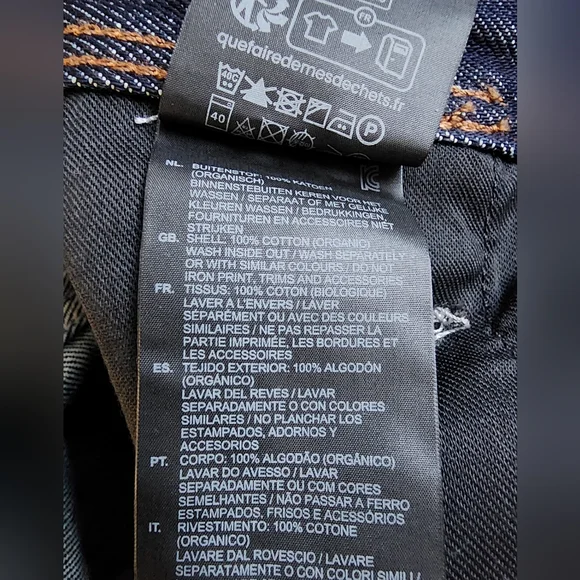 FR
quefairedemesdechets.fr
40C
P
40
NL. BUITENSTOF: 100% KATOEN
(ORGANISCH)
BINNENSTEBUITEN KEREN VOOR HET
WASSEN / SEPARAAT OF MET GELIJKE
KLEUREN WASSEN / BEDRUKKINGEN,
FOURNITUREN EN ACCESSOIRES NIET
STRIJKEN
GB. SHELL: 100% COTTON (ORGANIC)
WASH INSIDE OUT / WASH SEPARATELY
OR WITH SIMILAR COLOURS / DO NOT
IRON PRINT, TRIMS AND ACCESSORIES
FR. TISSUS: 100% COTON (BIOLOGIQUE)
LAVER A L'ENVERS / LAVER
SÉPARÉMENT OU AVEC DES COULEURS
SIMILAIRES / NE PAS REPASSER LA
PARTIE IMPRIMÉE, LES BORDURES ET
LES ACCESSOIRES
ES. TEJIDO EXTERIOR: 100% ALGODÓN
(ORGÁNICO)
LAVAR DEL REVES / LAVAR
SEPARADAMENTE O CON COLORES
SIMILARES / NO PLANCHAR LOS
ESTAMPADOS, ADORNOS Y
ACCESORIOS
PT. CORPO: 100% ALGODÃO (ORGÂNICO)
LAVAR DO AVESSO / LAVAR
SEPARADAMENTE OU COM CORES
SEMELHANTES / NÃO PASSAR A FERRO
ESTAMPADOS, FRISOS E ACESSÓRIOS
IT. RIVESTIMENTO: 100% COTONE
(ORGANICO)
LAVARE DAL ROVESCIO / LAVARE
SEPARATAMENTE O CON COLORI SIMILI /